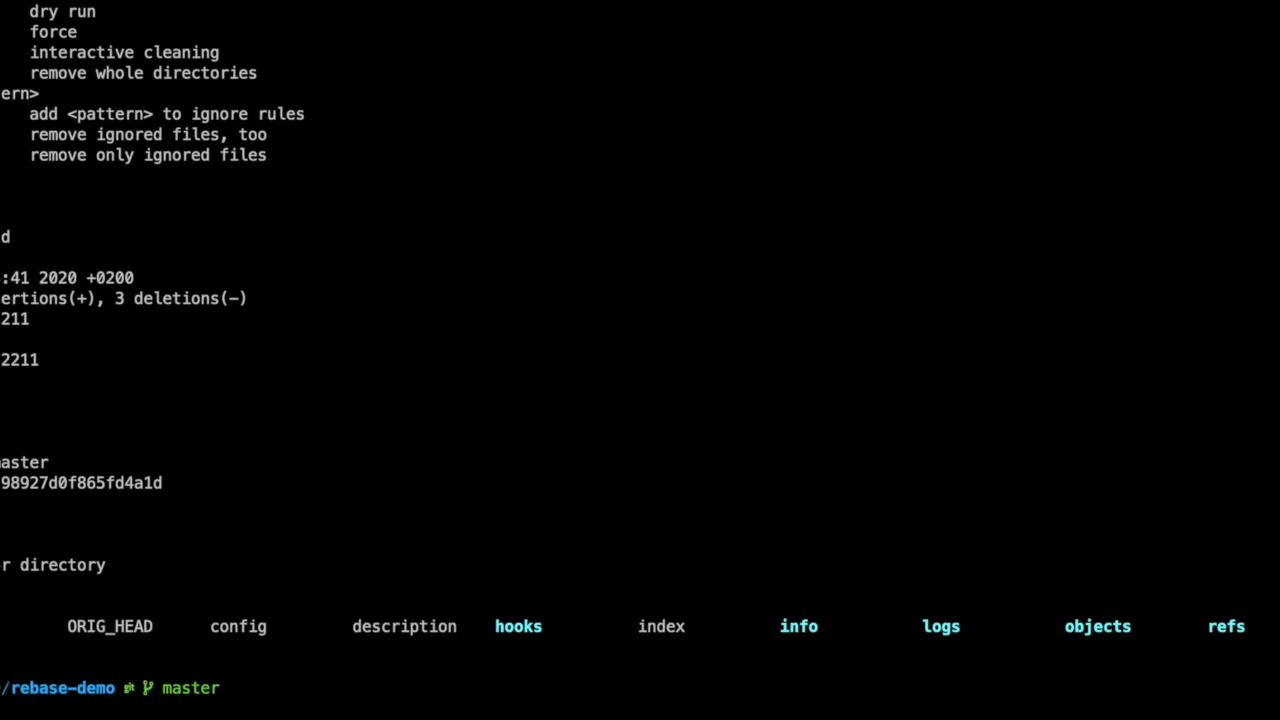 dry run
force
interactive cleaning
remove whole directories
ern>
add <pattern> to ignore rules
remove ignored files, too
remove only ignored files
d
:41 2020 +0200
ertions(+), 3 deletions(-)
211
2211
aster
98927d0f865fd4a1d
r directory
ORIG_HEAD config description hooks index info logs objects refs
/rebase-demo git master